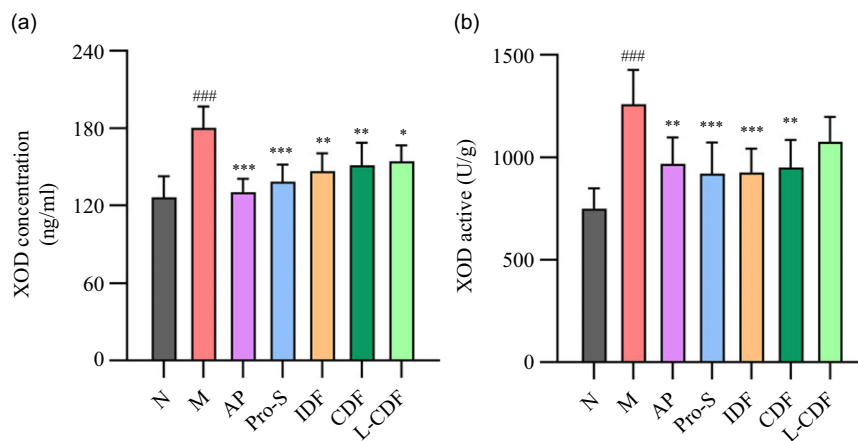 (a)
XOD concentration
(ng/ml)
240
180
120
60
0
###
***
***
**
**
*
N
M
AP
Pro-S
IDF
CDF
L-CDF
(b)
XOD active (U/g)
1500
1000
500
0
###
**
***
***
**
N
M
AP
Pro-S
IDF
CDF
L-CDF